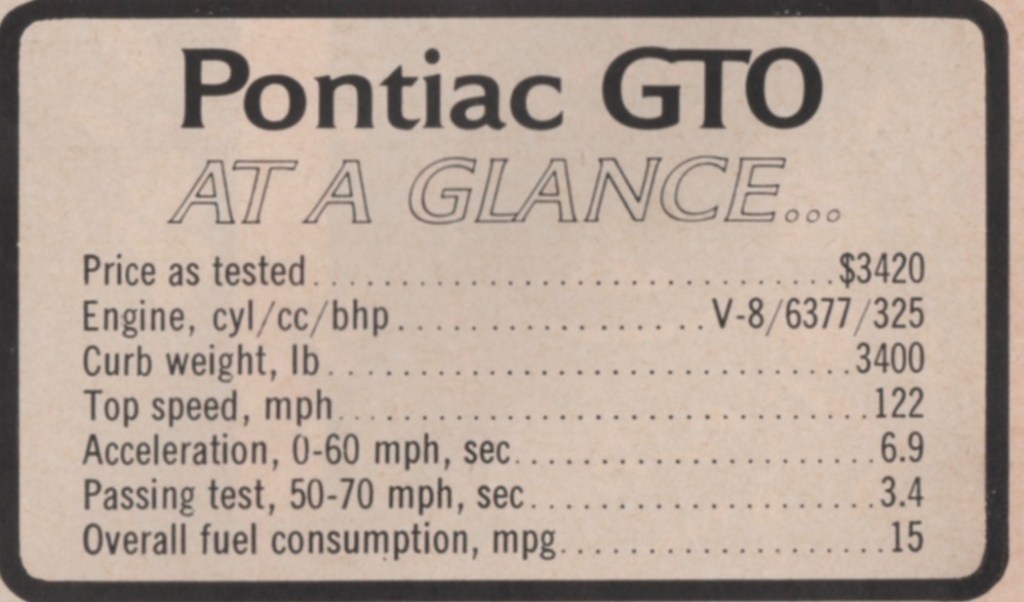 Pontiac GTO
AT A GLANCE...
Price as tested....................................$3420
Engine, cyl/cc/bhp......................V-8/6377/325
Curb weight, lb....................................3400
Top speed, mph....................................122
Acceleration, 0-60 mph, sec.........................6.9
Passing test, 50-70 mph, sec........................3.4
Overall fuel consumption, mpg.......................15